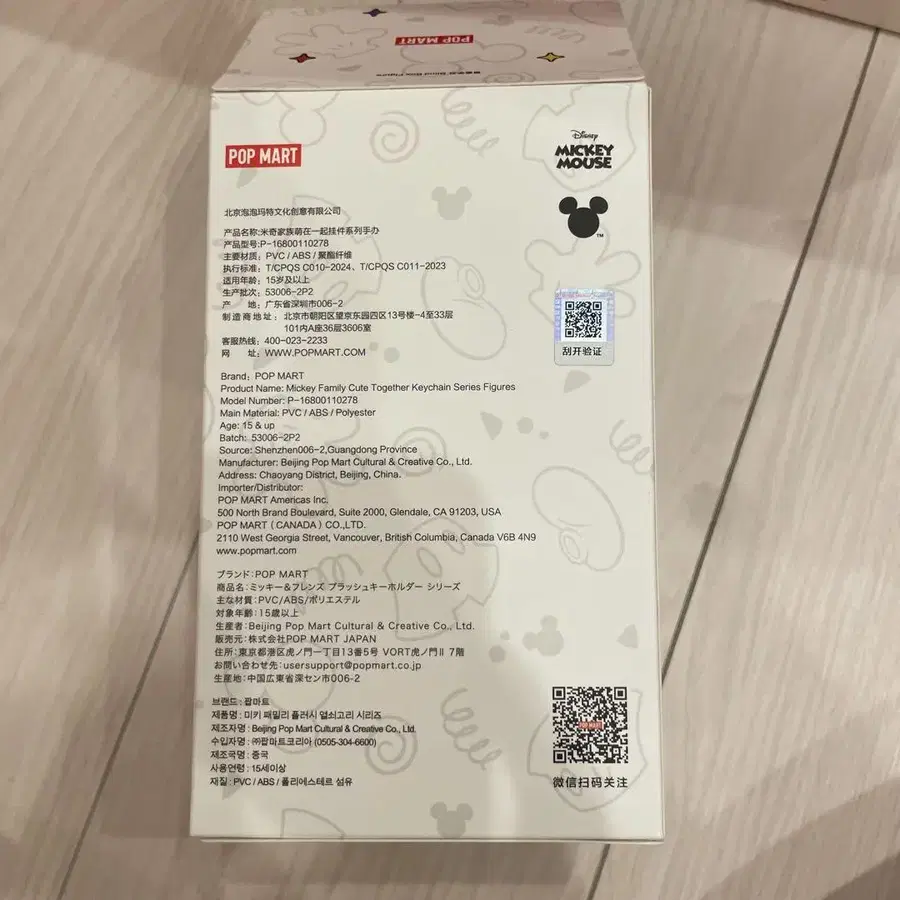 POP MART
盲盒手办 Blind Box Figure
POP MART
Disney
MICKEY
MOUSE
TM
北京泡泡玛特文化创意有限公司
产品名称:米奇家族萌在一起挂件系列手办
产品型号:P-16800110278
主要材质：PVC / ABS / 聚酯纤维
执行标准：T/CPQS C010-2024、T/CPQS C011-2023
适用年龄：15岁及以上
生产批次：53006-2P2
产 地：广东省深圳市006-2
制造商地址：北京市朝阳区望京东园四区13号楼-4至33层
101内A座36层3606室
客服热线：400-023-2233
网 址：WWW.POPMART.COM
刮开验证
Brand：POP MART
Product Name: Mickey Family Cute Together Keychain Series Figures
Model Number: P-16800110278
Main Material: PVC / ABS / Polyester
Age: 15 & up
Batch: 53006-2P2
Source: Shenzhen006-2,Guangdong Province
Manufacturer: Beijing Pop Mart Cultural & Creative Co., Ltd.
Address: Chaoyang District, Beijing, China.
Importer/Distributor:
POP MART Americas Inc.
500 North Brand Boulevard, Suite 2000, Glendale, CA 91203, USA
POP MART（CANADA）CO.,LTD.
2110 West Georgia Street, Vancouver, British Columbia, Canada V6B 4N9
www.popmart.com
ブランド：POP MART
商品名：ミッキー&フレンズ プラッシュキーホルダー シリーズ
主な材質：PVC/ABS/ポリエステル
対象年齢：15歳以上
生産者：Beijing Pop Mart Cultural & Creative Co., Ltd.
販売元：株式会社POP MART JAPAN
住所：東京都港区虎ノ門一丁目13番5号 VORT虎ノ門II 7階
お問い合わせ先：usersupport@popmart.co.jp
生産地：中国広東省深セン市006-2
브랜드 : 팝마트
제품명 : 미키 패밀리 플러시 열쇠고리 시리즈
제조자명 : Beijing Pop Mart Cultural & Creative Co., Ltd.
수입자명 : ㈜팝마트코리아 (0505-304-6600)
제조국명 : 중국
사용연령 : 15세이상
재질 : PVC / ABS / 폴리에스테르 섬유
POP MART
微信扫码关注